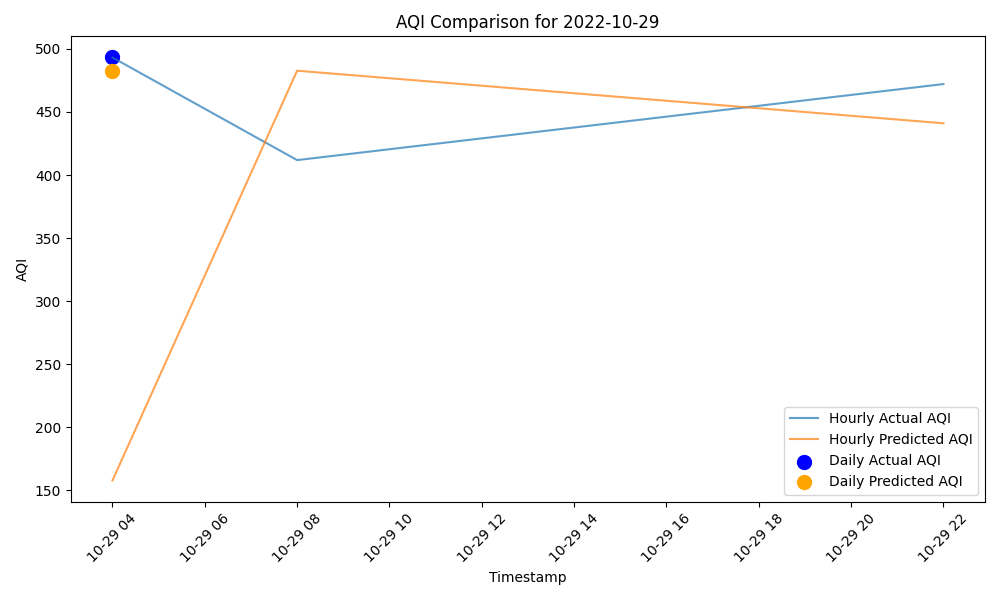 AQI Comparison for 2022-10-29
AQI
500
450
400
350
300
250
200
150
10-29 04
10-29 06
10-29 08
10-29 10
10-29 12
10-29 14
10-29 16
10-29 18
10-29 20
10-29 22
Timestamp
Hourly Actual AQI
Hourly Predicted AQI
Daily Actual AQI
Daily Predicted AQI